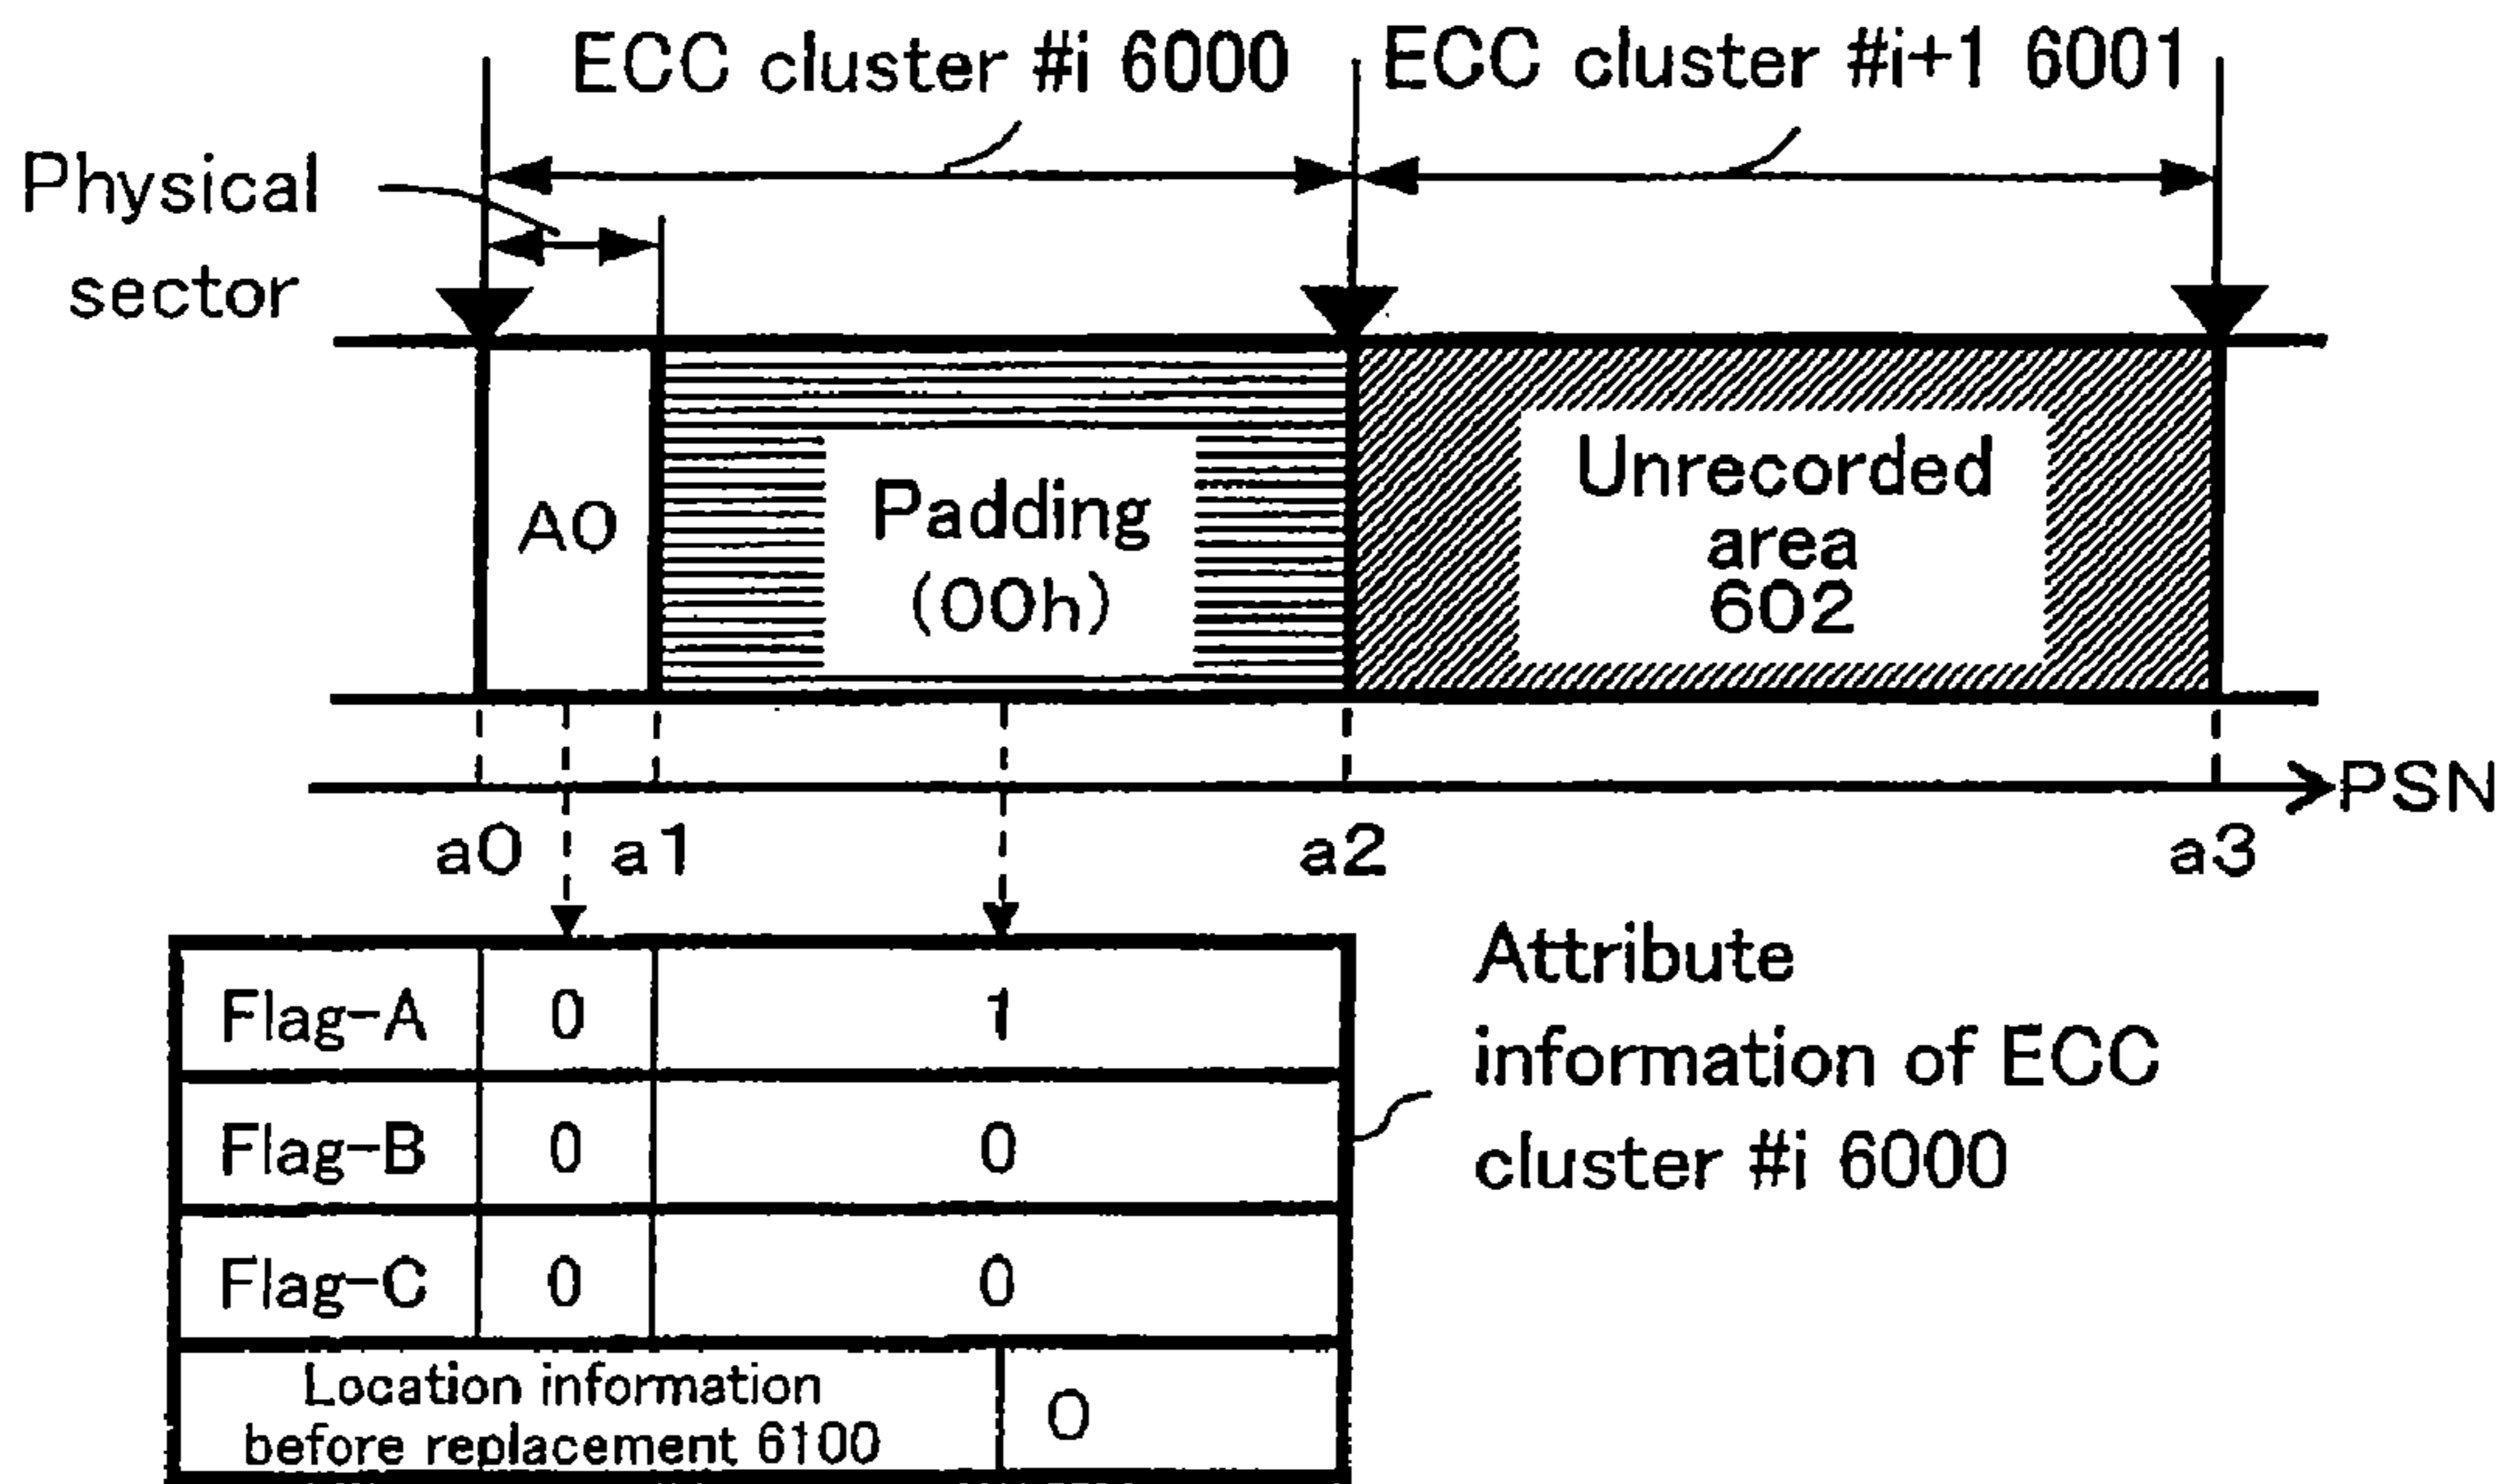 ECC cluster #i 6000 ECC cluster #i+1 6001
Physical
sector
A0
Padding
(00h)
Unrecorded
area
602
PSN
a0 a1 a2 a3
Flag-A 0 1
Flag-B 0 0
Flag-C 0 0
Location information
before replacement 6100
0
Attribute
information of ECC
cluster #i 6000